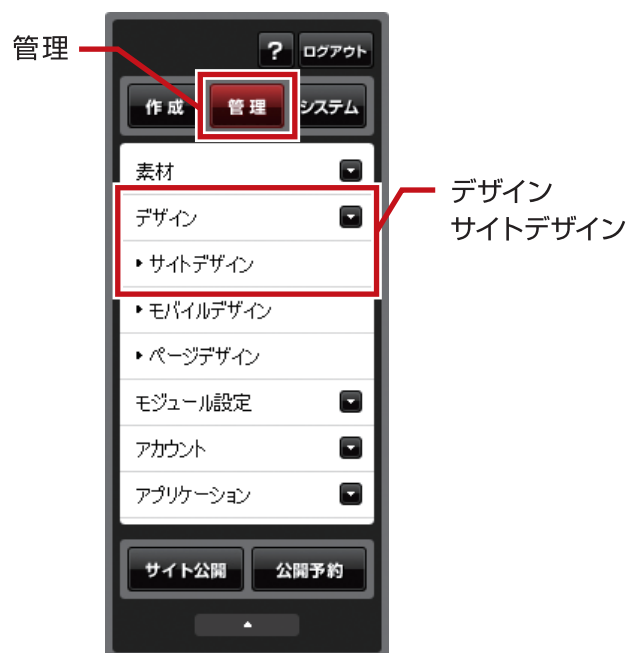 管理
? ログアウト
作成 管理 システム
素材
デザイン
サイトデザイン
モバイルデザイン
ページデザイン
モジュール設定
アカウント
アプリケーション
サイト公開 公開予約
デザイン
サイトデザイン